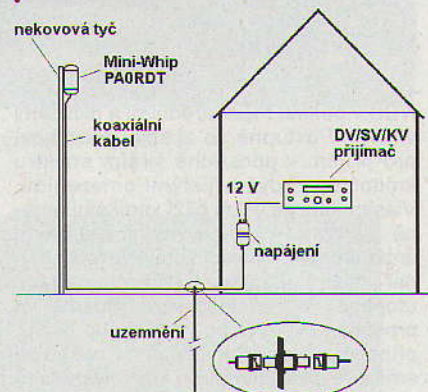 nekovová tyč
Mini-Whip
PA0RDT
koaxiální
kabel
DV/SV/KV
přijímač
12 V
napájení
uzemnění